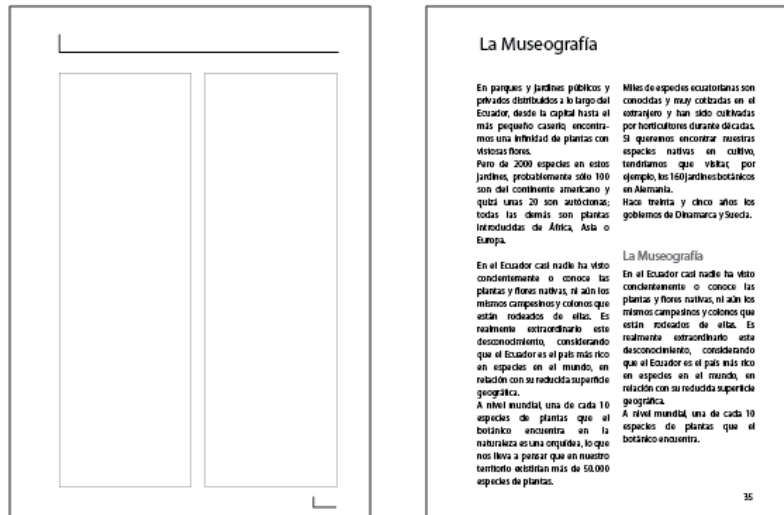 La Museografía
En parques y jardines públicos y
privados distribuidos a lo largo del
Ecuador, desde la capital hasta el
más pequeño caserio, encontra-
mos una infinidad de plantas con
vistosas flores.
Pero de 2000 especies en estos
jardines, probablemente sólo 100
son del continente americano y
quizá unas 20 son autóctonas;
todas las demás son plantas
introducidas de África, Asia o
Europa.
En el Ecuador casi nadie ha visto
concientemente o conoce las
plantas y flores nativas, ni aún los
mismos campesinos y colonos que
están rodeados de ellas. Es
realmente extraordinario este
desconocimiento, considerando
que el Ecuador es el país más rico
en especies en el mundo, en
relación con su reducida superficie
geográfica.
A nivel mundial, una de cada 10
especies de plantas que el
botánico encuentra en la
naturaleza es una orquídea, lo que
nos lleva a pensar que en nuestro
territorio existirían más de 50.000
especies de plantas.
Miles de especies ecuatorianas son
conocidas y muy cotizadas en el
extranjero y han sido cultivadas
por horticultores durante décadas.
Si queremos encontrar nuestras
especies nativas en cultivo,
tendríamos que visitar, por
ejemplo, los 160 jardines botánicos
en Alemania.
Hace treinta y cinco años los
gobiernos de Dinamarca y Suecia.
La Museografía
En el Ecuador casi nadie ha visto
concientemente o conoce las
plantas y flores nativas, ni aún los
mismos campesinos y colonos que
están rodeados de ellas. Es
realmente extraordinario este
desconocimiento, considerando
que el Ecuador es el país más rico
en especies en el mundo, en
relación con su reducida superficie
geográfica.
A nivel mundial, una de cada 10
especies de plantas que el
botánico encuentra.
35